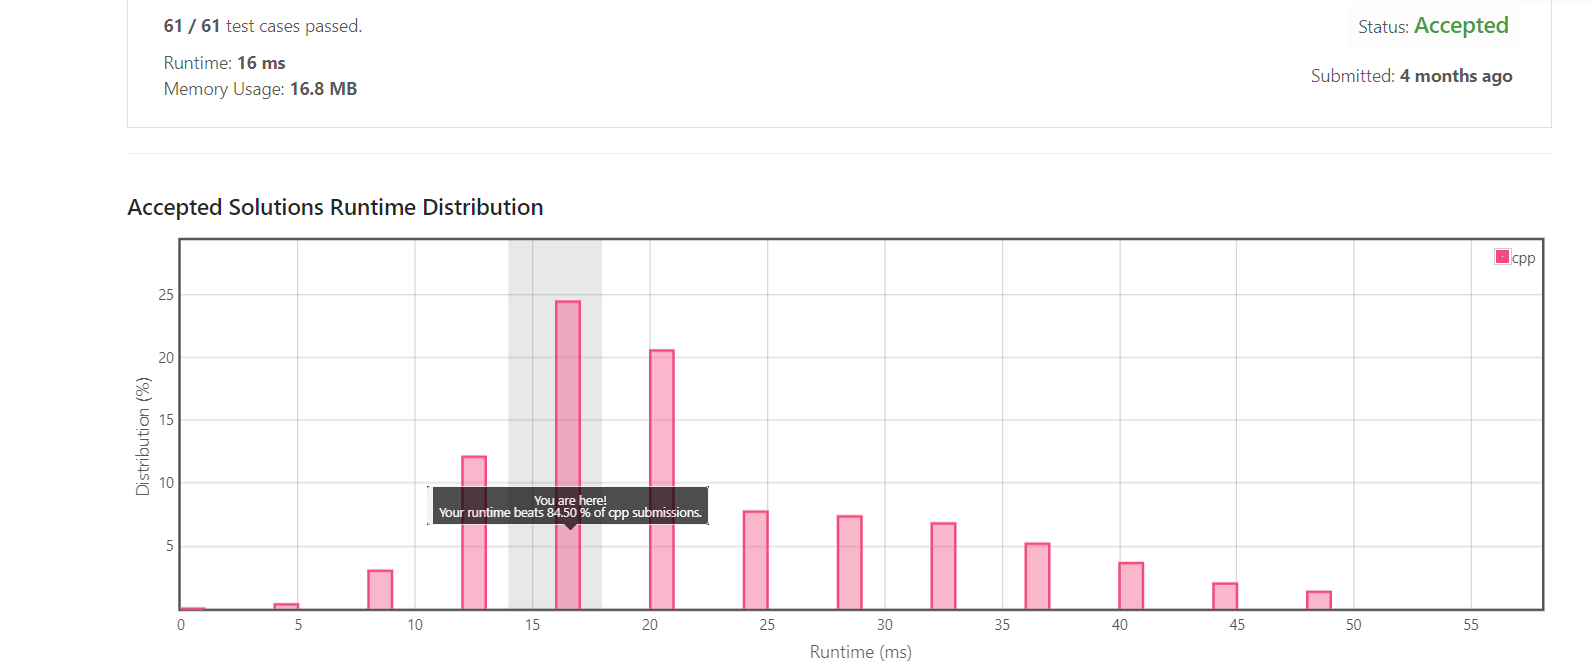 61 / 61 test cases passed.
Status: Accepted
Runtime: 16 ms
Memory Usage: 16.8 MB
Submitted: 4 months ago
Accepted Solutions Runtime Distribution
cpp
25
20
15
10
5
Distribution (%)
You are here!
Your runtime beats 84.50 % of cpp submissions.
0 5 10 15 20 25 30 35 40 45 50 55
Runtime (ms)